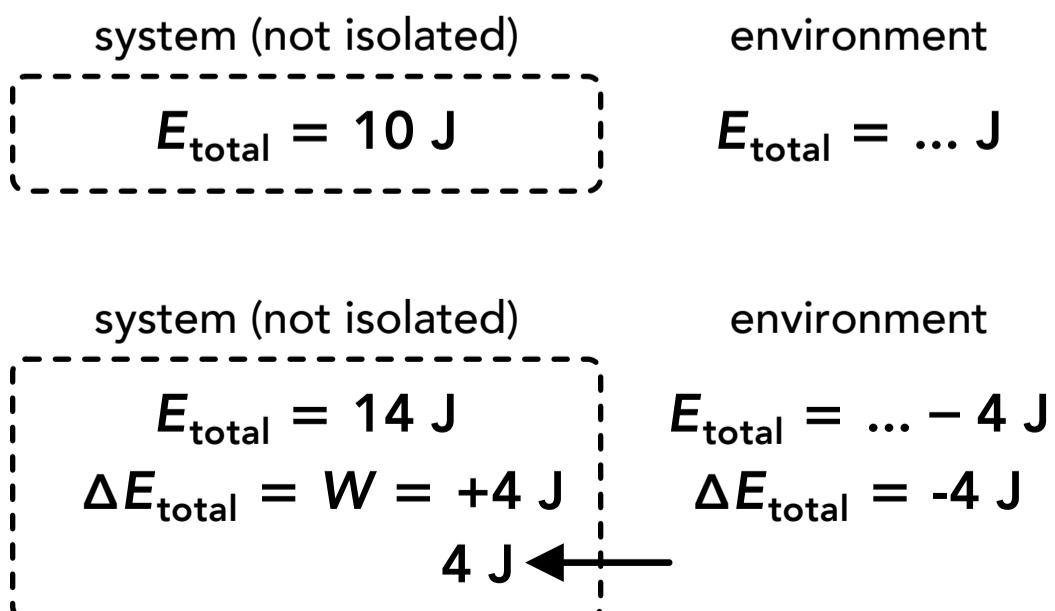 system (not isolated) environment
E_total = 10 J E_total = ... J
system (not isolated) environment
E_total = 14 J E_total = ... – 4 J
ΔE_total = W = +4 J ΔE_total = -4 J
4 J